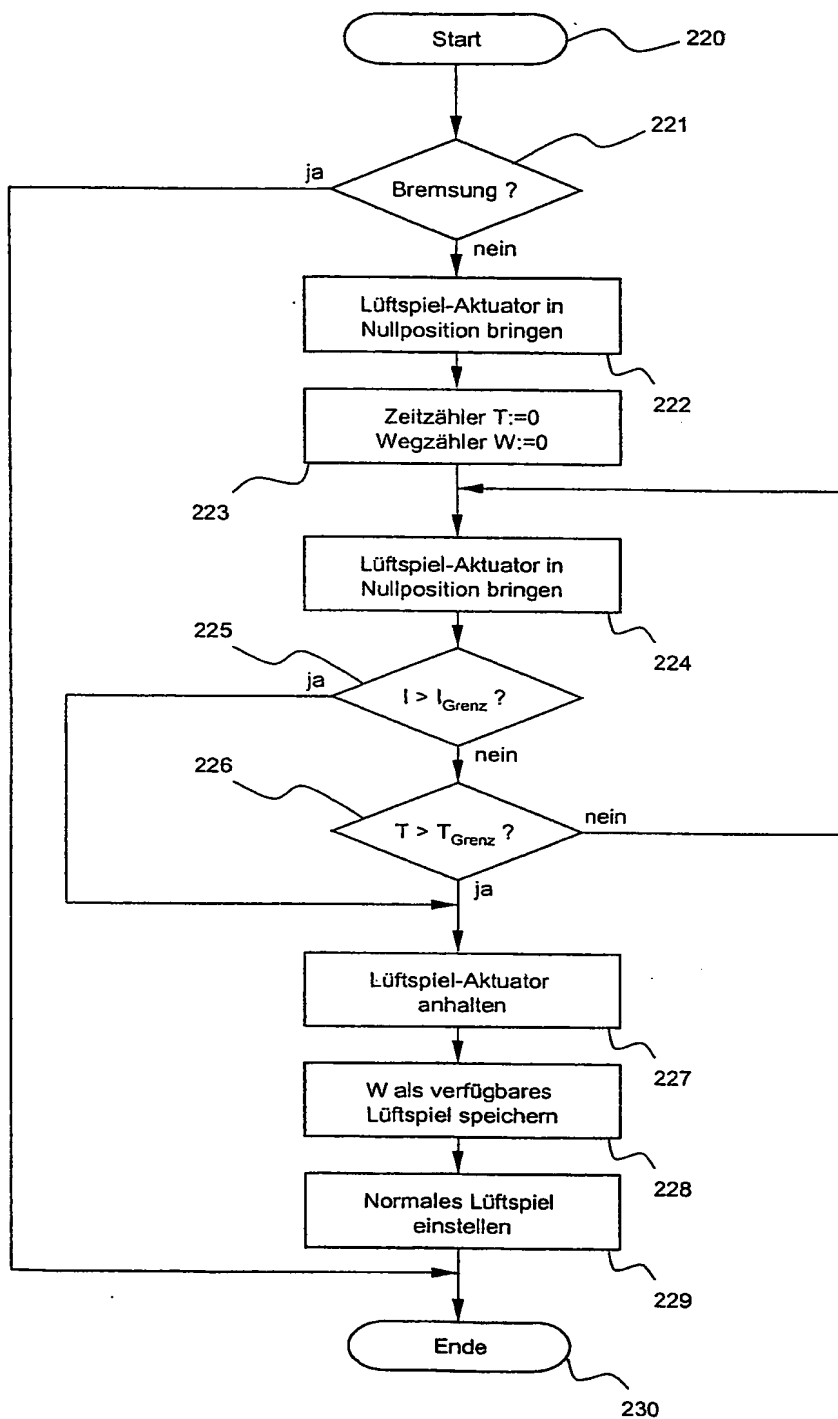 Start
220
221
ja
Bremsung ?
nein
Lüftspiel-Aktuator in
Nullposition bringen
222
Zeitzähler T:=0
Wegzähler W:=0
223
Lüftspiel-Aktuator in
Nullposition bringen
224
225
ja
I > I_Grenz ?
nein
226
T > T_Grenz ?
nein
ja
Lüftspiel-Aktuator
anhalten
227
W als verfügbares
Lüftspiel speichern
228
Normales Lüftspiel
einstellen
229
Ende
230